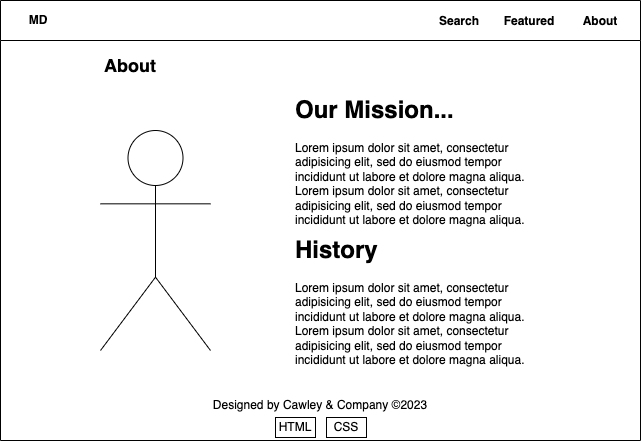 MD
Search Featured About
About
Our Mission...
Lorem ipsum dolor sit amet, consectetur
adipisicing elit, sed do eiusmod tempor
incididunt ut labore et dolore magna aliqua.
Lorem ipsum dolor sit amet, consectetur
adipisicing elit, sed do eiusmod tempor
incididunt ut labore et dolore magna aliqua.
History
Lorem ipsum dolor sit amet, consectetur
adipisicing elit, sed do eiusmod tempor
incididunt ut labore et dolore magna aliqua.
Lorem ipsum dolor sit amet, consectetur
adipisicing elit, sed do eiusmod tempor
incididunt ut labore et dolore magna aliqua.
Designed by Cawley & Company ©2023
HTML CSS